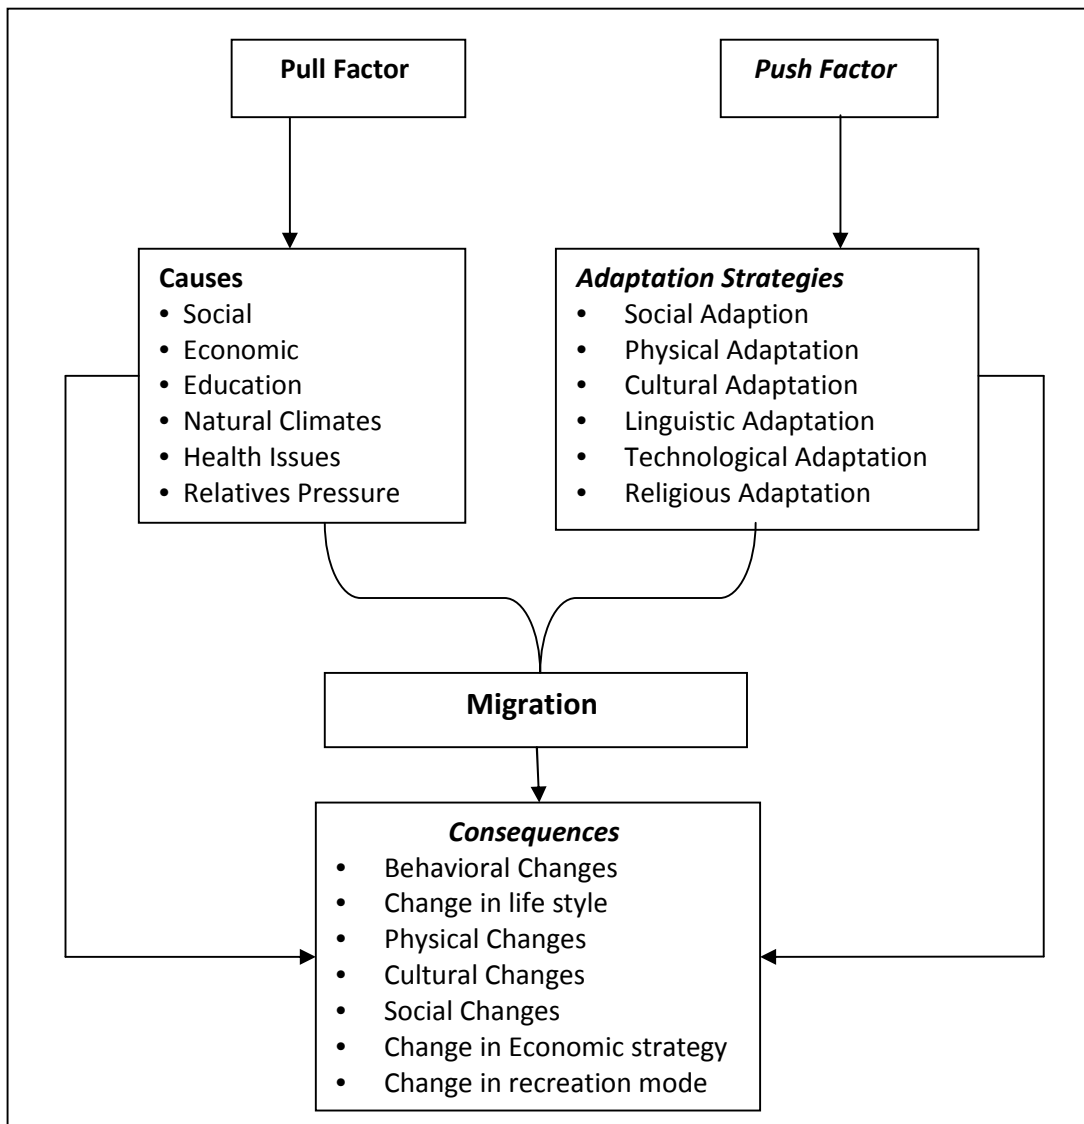 Pull Factor
Push Factor
Causes
• Social
• Economic
• Education
• Natural Climates
• Health Issues
• Relatives Pressure
Adaptation Strategies
• Social Adaption
• Physical Adaptation
• Cultural Adaptation
• Linguistic Adaptation
• Technological Adaptation
• Religious Adaptation
Migration
Consequences
• Behavioral Changes
• Change in life style
• Physical Changes
• Cultural Changes
• Social Changes
• Change in Economic strategy
• Change in recreation mode